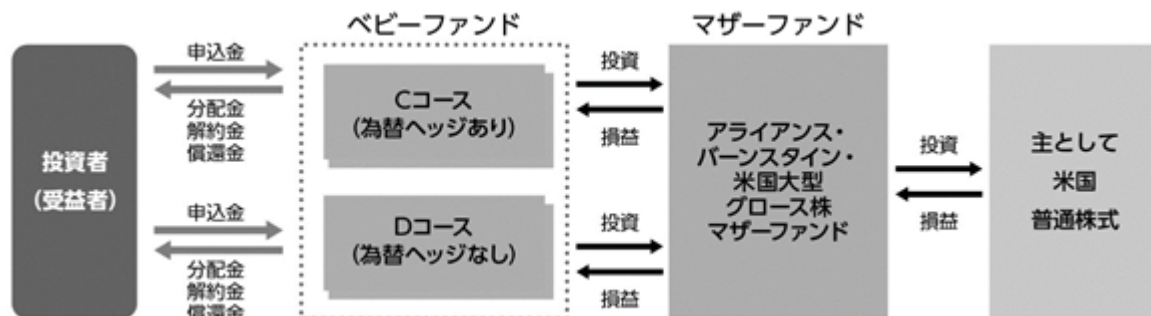 ベビーファンド
マザーファンド
投資者
(受益者)
申込金
分配金
解約金
償還金
Cコース
(為替ヘッジあり)
投資
損益
申込金
分配金
解約金
償還金
Dコース
(為替ヘッジなし)
投資
損益
アライアンス・
バーンスタイン・
米国大型
グロース株
マザーファンド
投資
損益
主として
米国
普通株式